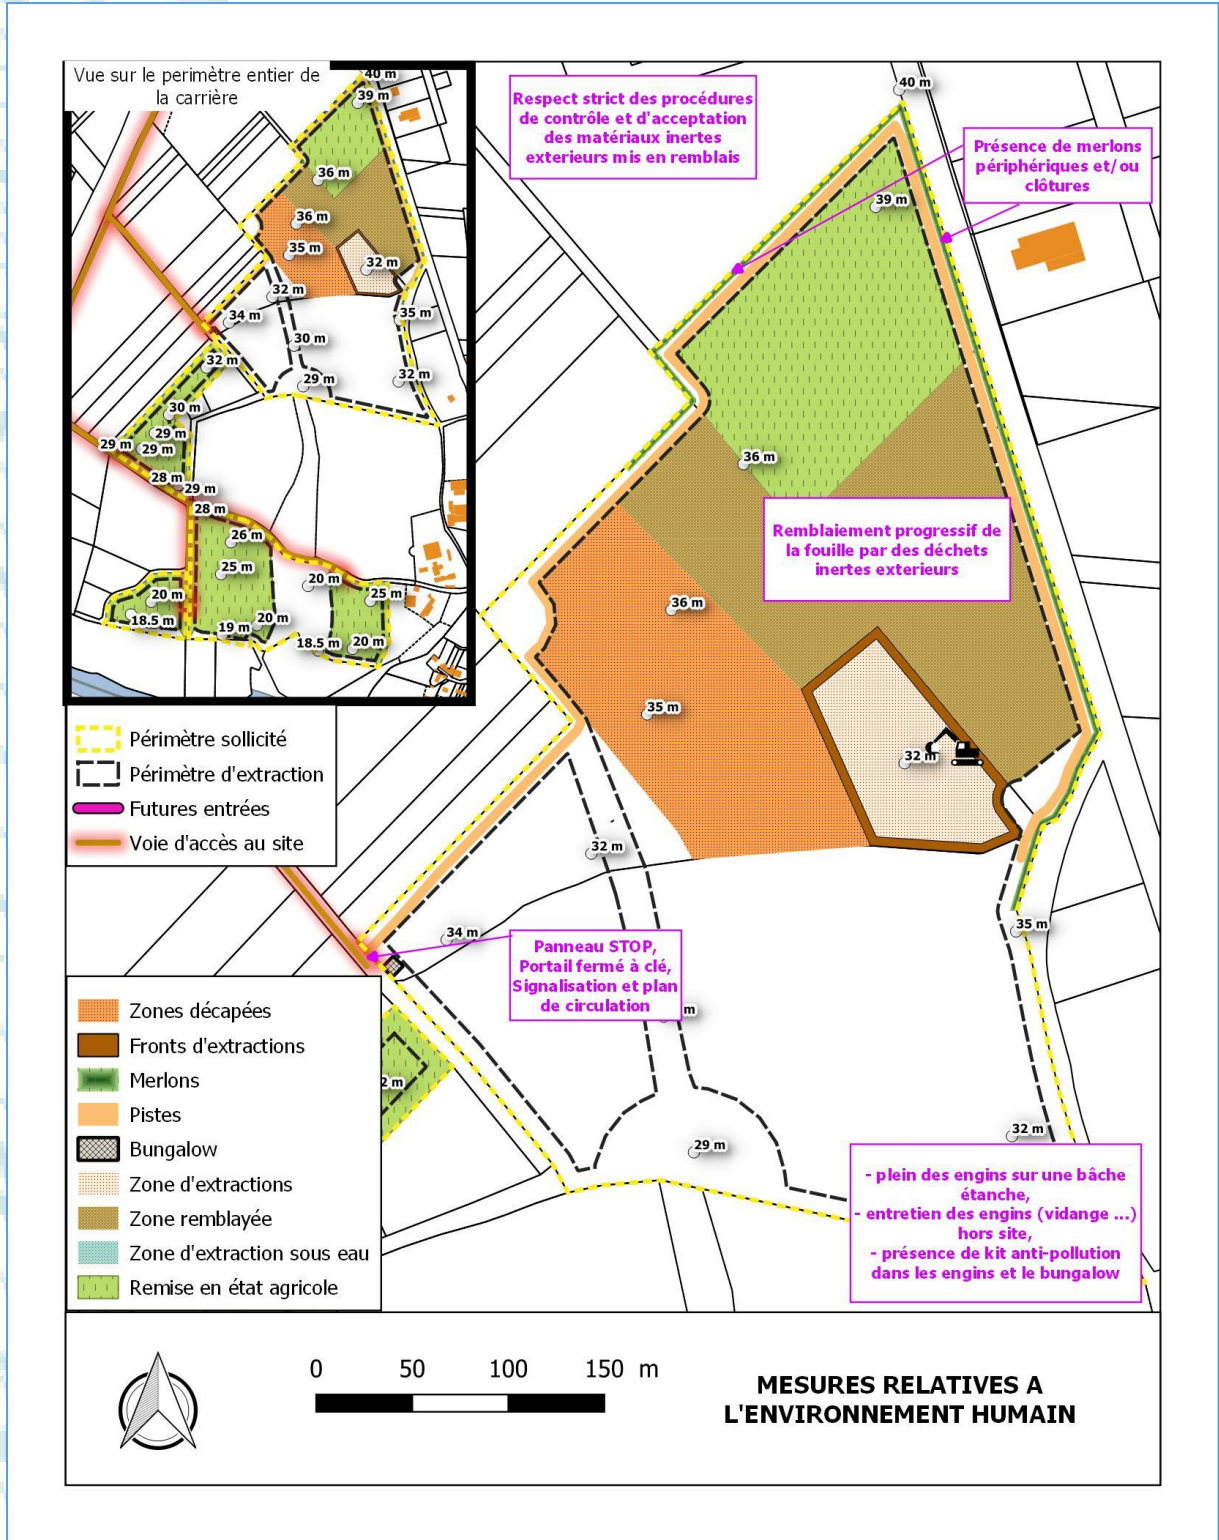 Vue sur le perimètre entier de
la carrière
40 m
39 m
36 m
36 m
35 m
32 m
32 m
34 m
35 m
30 m
32 m
29 m
32 m
30 m
29 m
29 m
29 m
28 m
29 m
28 m
26 m
25 m
20 m
25 m
20 m
18.5 m
20 m
19 m
18.5 m
20 m
Respect strict des procédures
de contrôle et d'acceptation
des matériaux inertes
exterieurs mis en remblais
40 m
Présence de merlons
périphériques et/ou
clôtures
39 m
36 m
Remblaiement progressif de
la fouille par des déchets
inertes exterieurs
36 m
35 m
32 m
32 m
34 m
35 m
Panneau STOP,
Portail fermé à clé,
Signalisation et plan
de circulation
m
2 m
29 m
32 m
- plein des engins sur une bâche
étanche,
- entretien des engins (vidange ...)
hors site,
- présence de kit anti-pollution
dans les engins et le bungalow
Périmètre sollicité
Périmètre d'extraction
Futures entrées
Voie d'accès au site
Zones décapées
Fronts d'extractions
Merlons
Pistes
Bungalow
Zone d'extractions
Zone remblayée
Zone d'extraction sous eau
Remise en état agricole
0 50 100 150 m
MESURES RELATIVES A
L'ENVIRONNEMENT HUMAIN